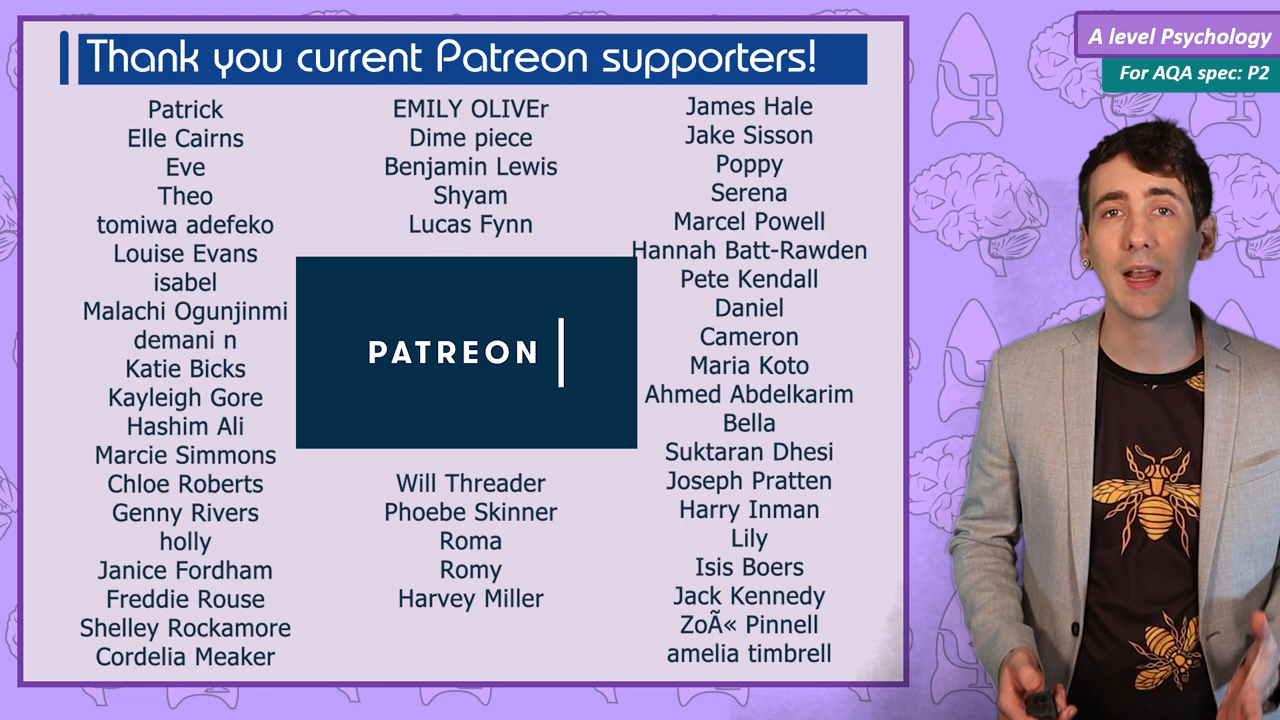 Thank you current Patreon supporters!
A level Psychology
For AQA spec: P2
Patrick
Elle Cairns
Eve
Theo
tomiwa adefeko
Louise Evans
isabel
Malachi Ogunjinmi
demani n
Katie Bicks
Kayleigh Gore
Hashim Ali
Marcie Simmons
Chloe Roberts
Genny Rivers
holly
Janice Fordham
Freddie Rouse
Shelley Rockamore
Cordelia Meaker
EMILY OLIVEr
Dime piece
Benjamin Lewis
Shyam
Lucas Fynn
PATREON
Will Threader
Phoebe Skinner
Roma
Romy
Harvey Miller
James Hale
Jake Sisson
Poppy
Serena
Marcel Powell
Hannah Batt-Rawden
Pete Kendall
Daniel
Cameron
Maria Koto
Ahmed Abdelkarim
Bella
Suktaran Dhesi
Joseph Pratten
Harry Inman
Lily
Isis Boers
Jack Kennedy
ZoÃ« Pinnell
amelia timbrell